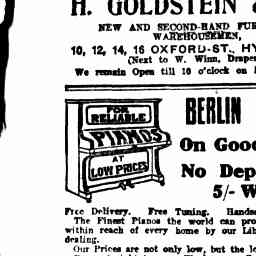 H. GOLDSTEIN &
NEW AND SECOND-HAND FUR
WAREHOUSEMEN,
10, 12, 14, 16 OXFORD-ST., HY
(Next to W. Winn, Draper
We remain Open till 10 o'clock on
FOR
RELIABLE
PIANOS
AT
LOW PRICES
BERLIN
On Good
No Dep
5/- W
Free Delivery. Free Tuning. Hands
The Finest Pianos the world can pro
within reach of every home by our Lib
dealing.
Our Prices are not only low, but the lo